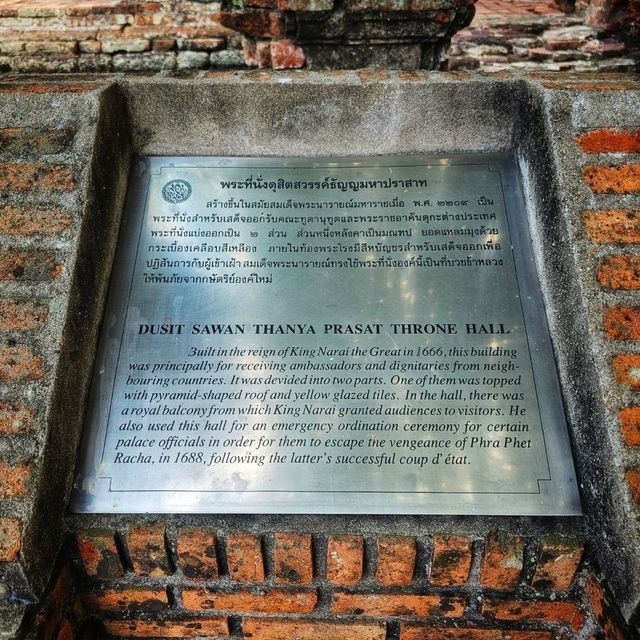 พระที่นั่งดุสิตสวรรค์ธัญญมหาปราสาท
สร้างขึ้นในสมัยสมเด็จพระนารายณ์มหาราชเมื่อ พ.ศ. ๒๒๐๙ เป็น
พระที่นั่งสำหรับเสด็จออกรับคณะทูตานุทูตและพระราชอาคันตุกะต่างประเทศ
พระที่นั่งแบ่งออกเป็น ๒ ส่วน ส่วนหนึ่งหลังคาเป็นมณฑป ยอดแหลมมุงด้วย
กระเบื้องเคลือบสีเหลือง ภายในท้องพระโรงมีสีหบัญชรสำหรับเสด็จออกเพื่อ
ปฏิสันถารกับผู้เข้าเฝ้า สมเด็จพระนารายณ์ทรงใช้พระที่นั่งองค์นี้เป็นที่บวชข้าหลวง
ให้พ้นภัยจากกษัตริย์องค์ใหม่
DUSIT SAWAN THANYA PRASAT THRONE HALL
Built in the reign of King Narai the Great in 1666, this building
was principally for receiving ambassadors and dignitaries from neigh-
bouring countries. It was devided into two parts. One of them was topped
with pyramid-shaped roof and yellow glazed tiles. In the hall, there was
a royal balcony from which King Narai granted audiences to visitors. He
also used this hall for an emergency ordination ceremony for certain
palace officials in order for them to escape the vengeance of Phra Phet
Racha, in 1688, following the latter's successful coup d'état.